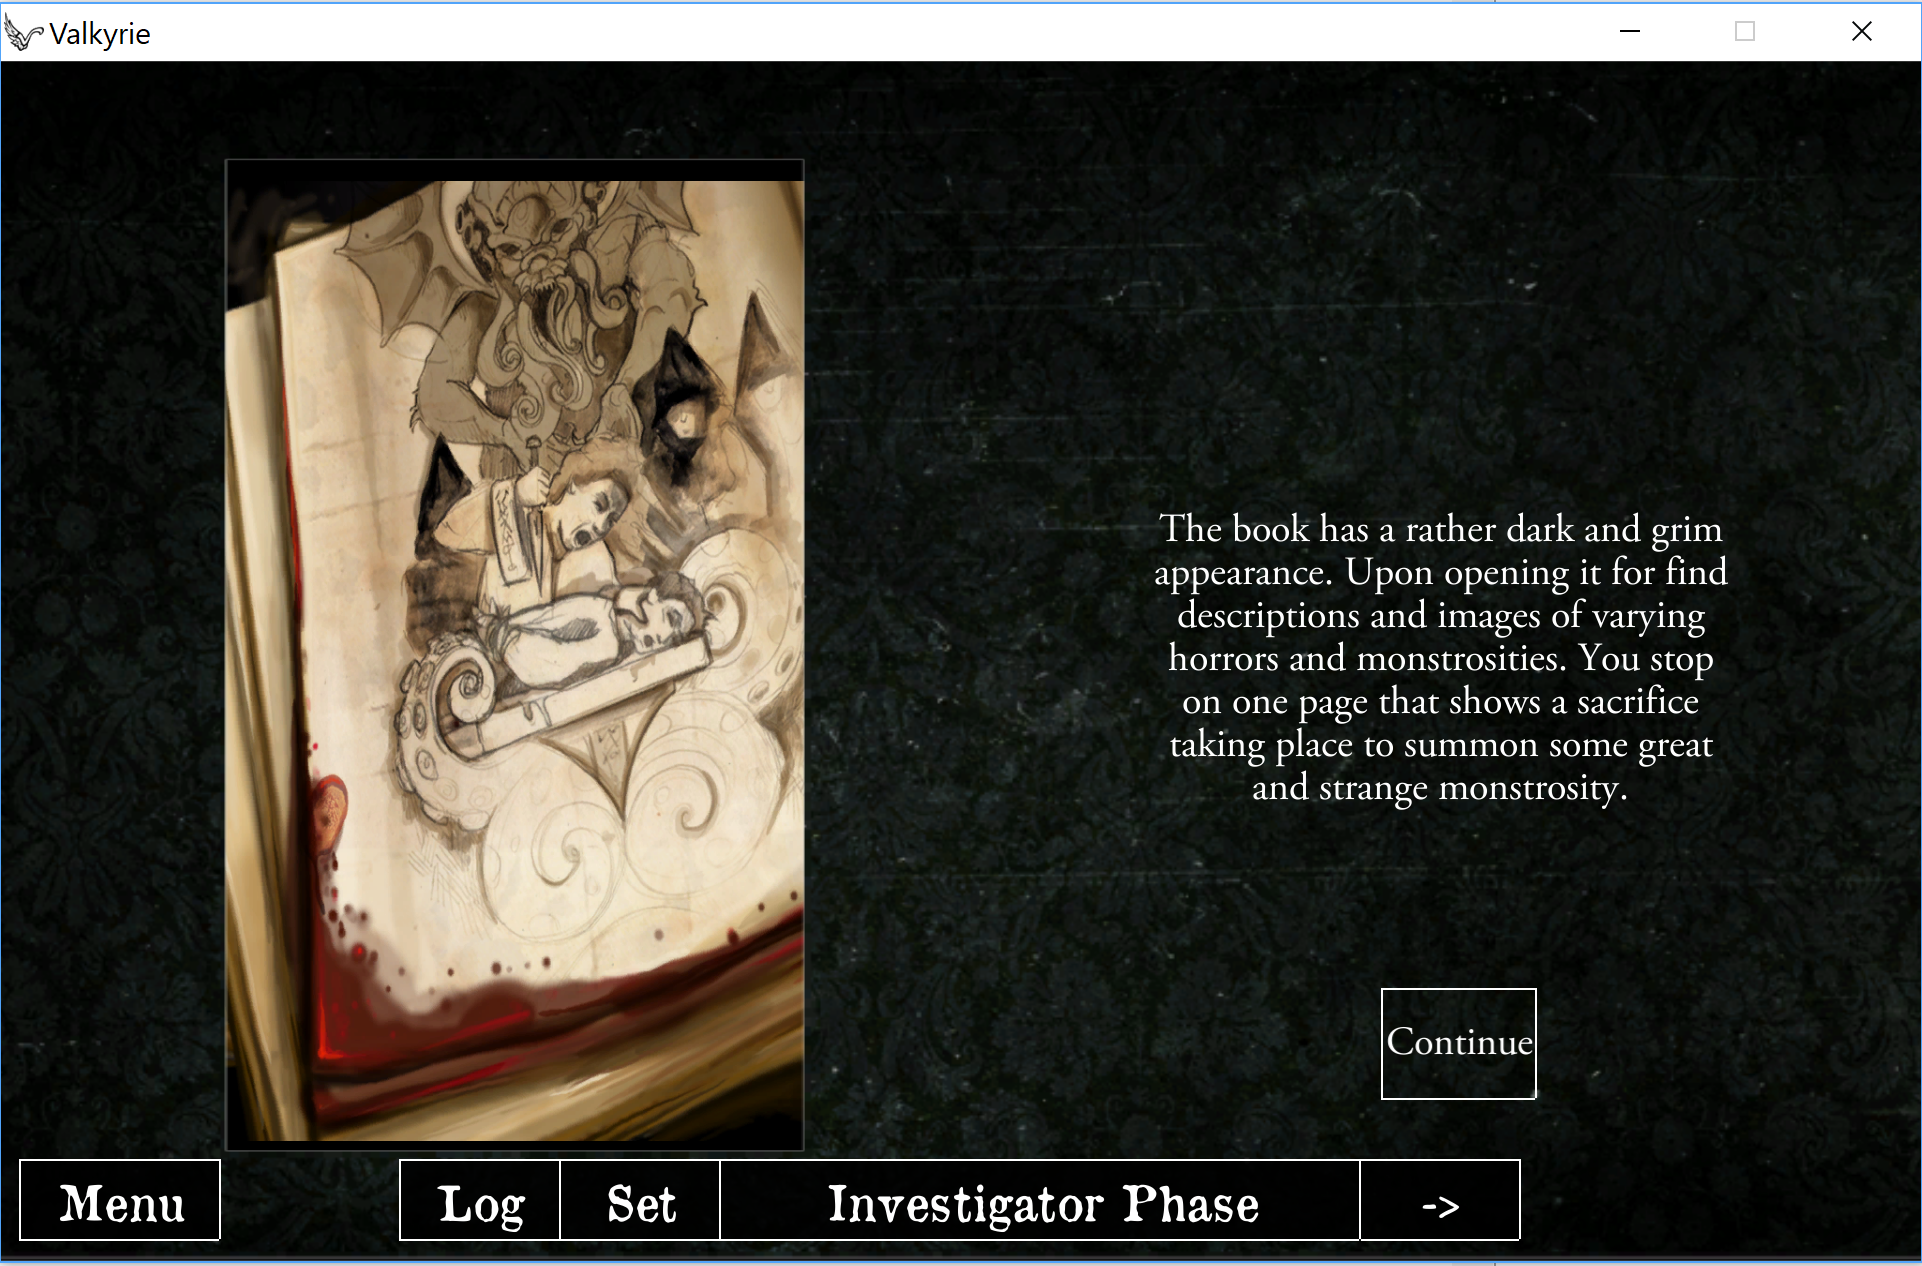 Valkyrie
The book has a rather dark and grim
appearance. Upon opening it for find
descriptions and images of varying
horrors and monstrosities. You stop
on one page that shows a sacrifice
taking place to summon some great
and strange monstrosity.
Continue
Menu
Log
Set
Investigator Phase
->